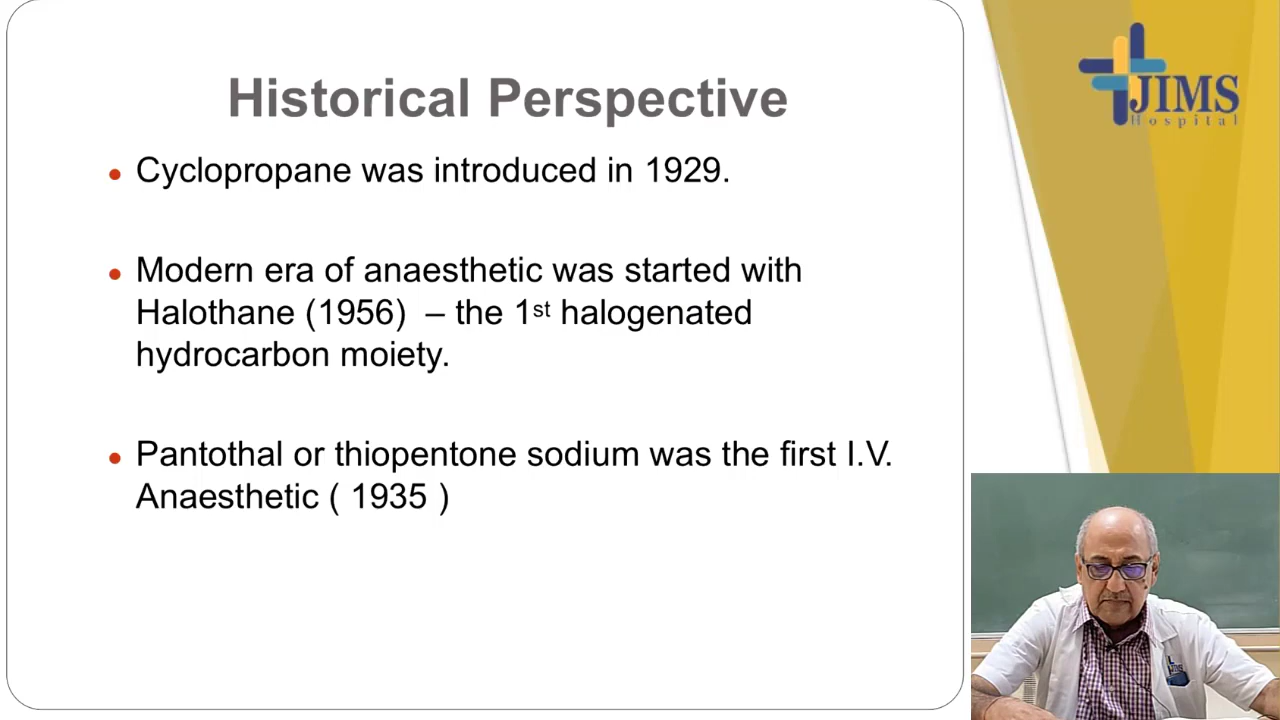 Historical Perspective
JIMS
Hospital
• Cyclopropane was introduced in 1929.
• Modern era of anaesthetic was started with
Halothane (1956) – the 1st halogenated
hydrocarbon moiety.
• Pantothal or thiopentone sodium was the first I.V.
Anaesthetic ( 1935 )
JIMS